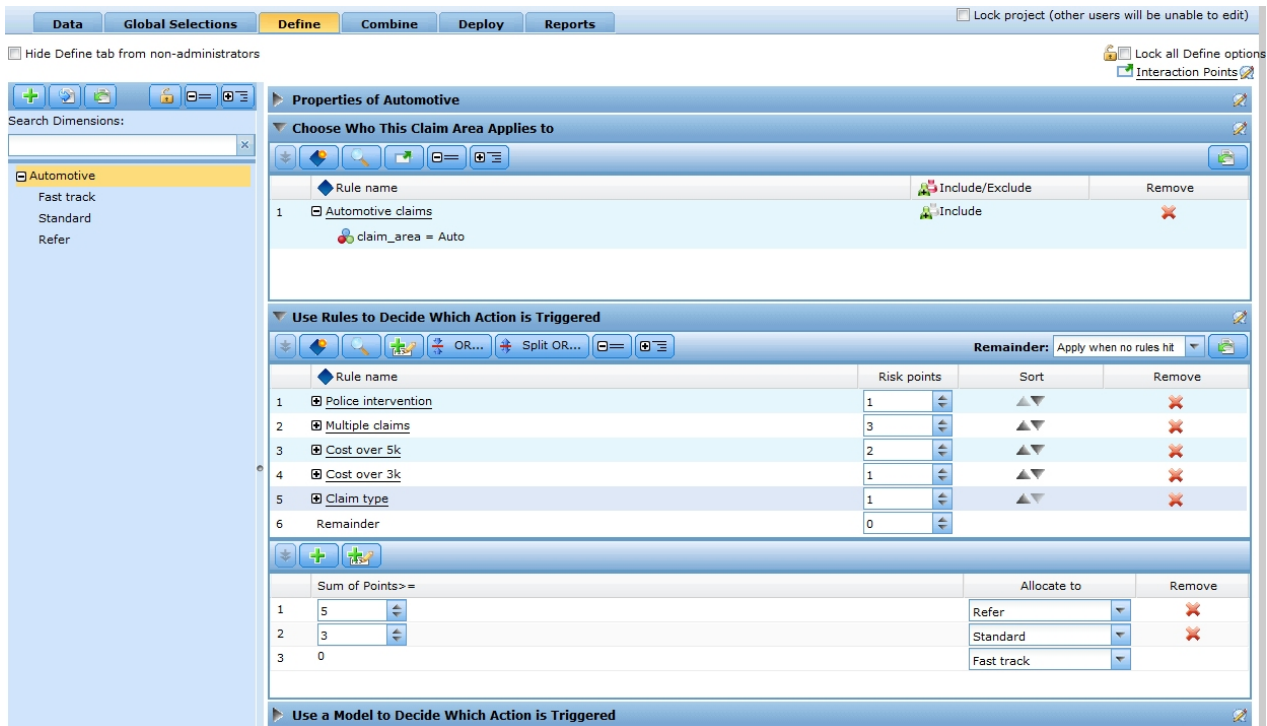 Data Global Selections Define Combine Deploy Reports
Lock project (other users will be unable to edit)
Hide Define tab from non-administrators
Lock all Define options
Interaction Points
Search Dimensions:
Automotive
Fast track
Standard
Refer
Properties of Automotive
Choose Who This Claim Area Applies to
Rule name Include/Exclude Remove
1 Automotive claims Include
claim_area = Auto
Use Rules to Decide Which Action is Triggered
OR... Split OR... Remainder: Apply when no rules hit
Rule name Risk points Sort Remove
1 Police intervention 1
2 Multiple claims 3
3 Cost over 5k 2
4 Cost over 3k 1
5 Claim type 1
6 Remainder 0
Sum of Points>= Allocate to Remove
1 5 Refer
2 3 Standard
3 0 Fast track
Use a Model to Decide Which Action is Triggered